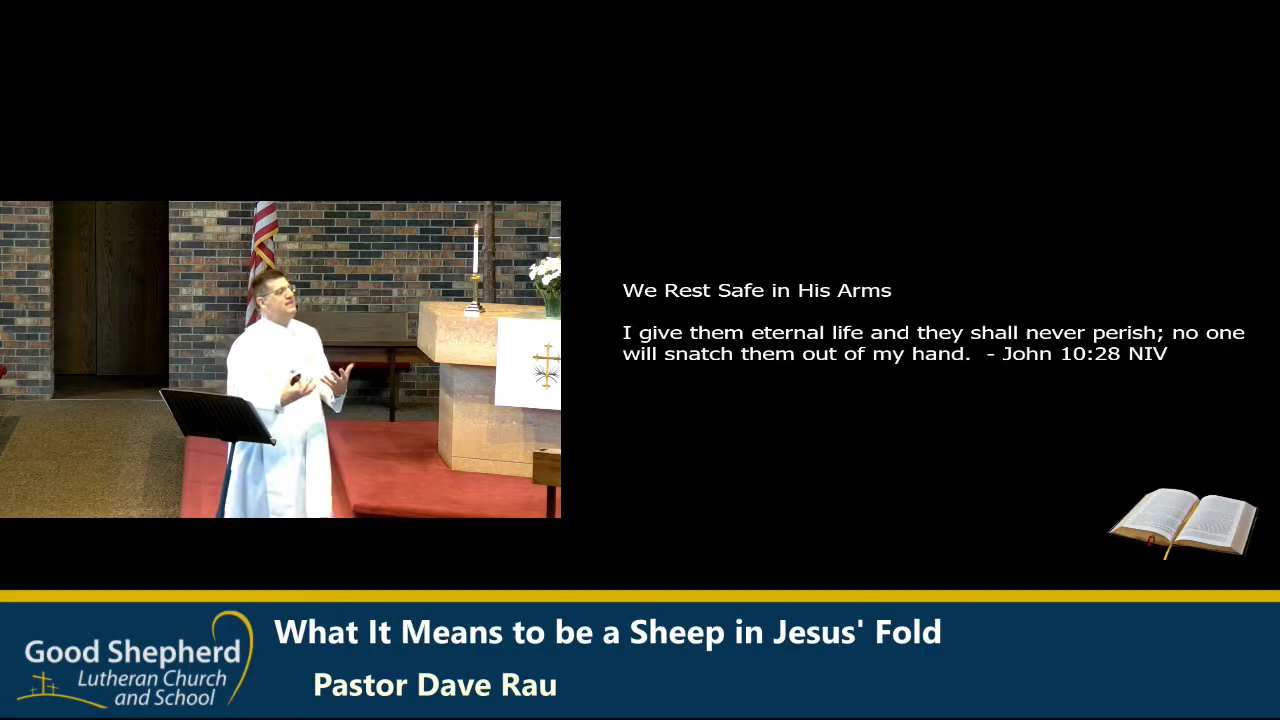 We Rest Safe in His Arms
I give them eternal life and they shall never perish; no one
will snatch them out of my hand.  - John 10:28 NIV
What It Means to be a Sheep in Jesus' Fold
Pastor Dave Rau
Good Shepherd
Lutheran Church
and School